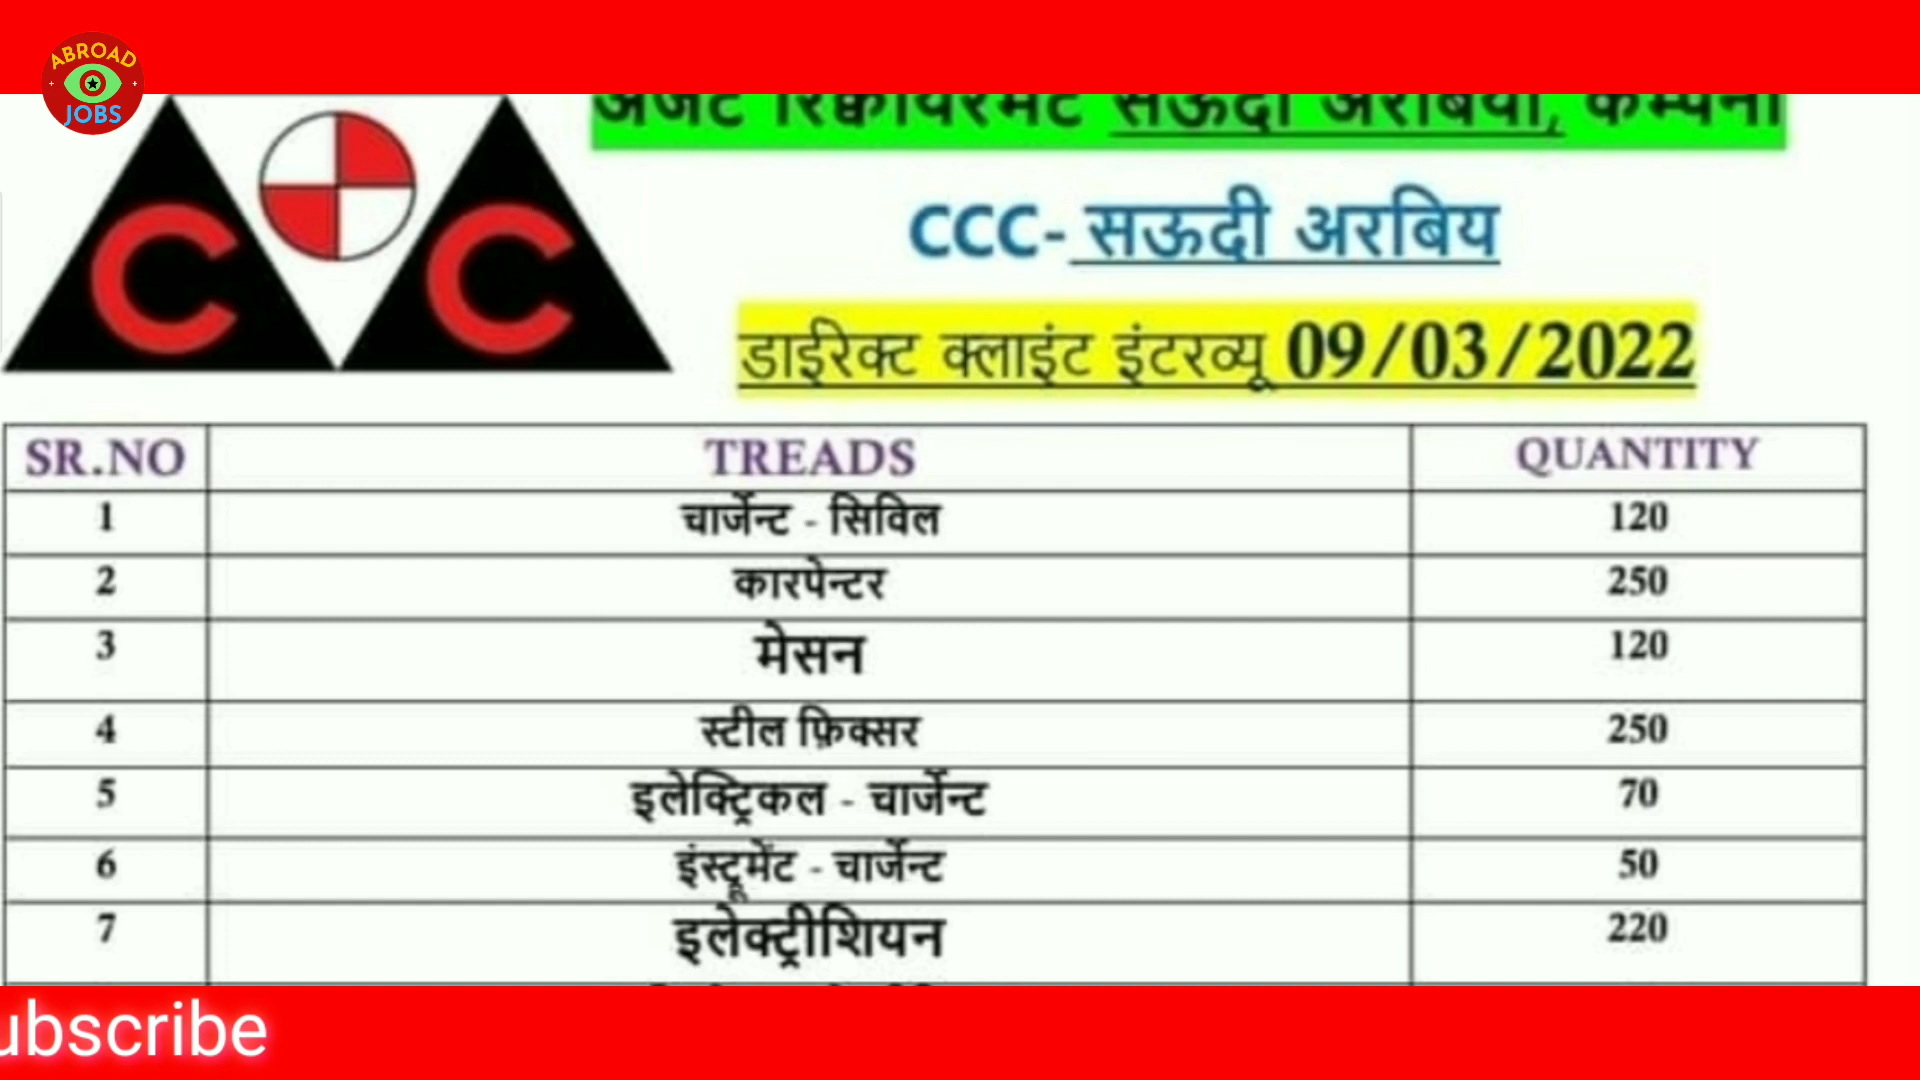 ABROAD
JOBS
C C
अर्जेंट रिक्वायरमेंट सऊदी अरबिया, कम्पनी
CCC- सऊदी अरबिय
डाईरेक्ट क्लाइंट इंटरव्यू 09/03/2022
SR.NO TREADS QUANTITY
1 चार्जेन्ट - सिविल 120
2 कारपेन्टर 250
3 मेसन 120
4 स्टील फ़िक्सर 250
5 इलेक्ट्रिकल - चार्जेन्ट 70
6 इंस्ट्रूमेंट - चार्जेन्ट 50
7 इलेक्ट्रीशियन 220
ubscribe